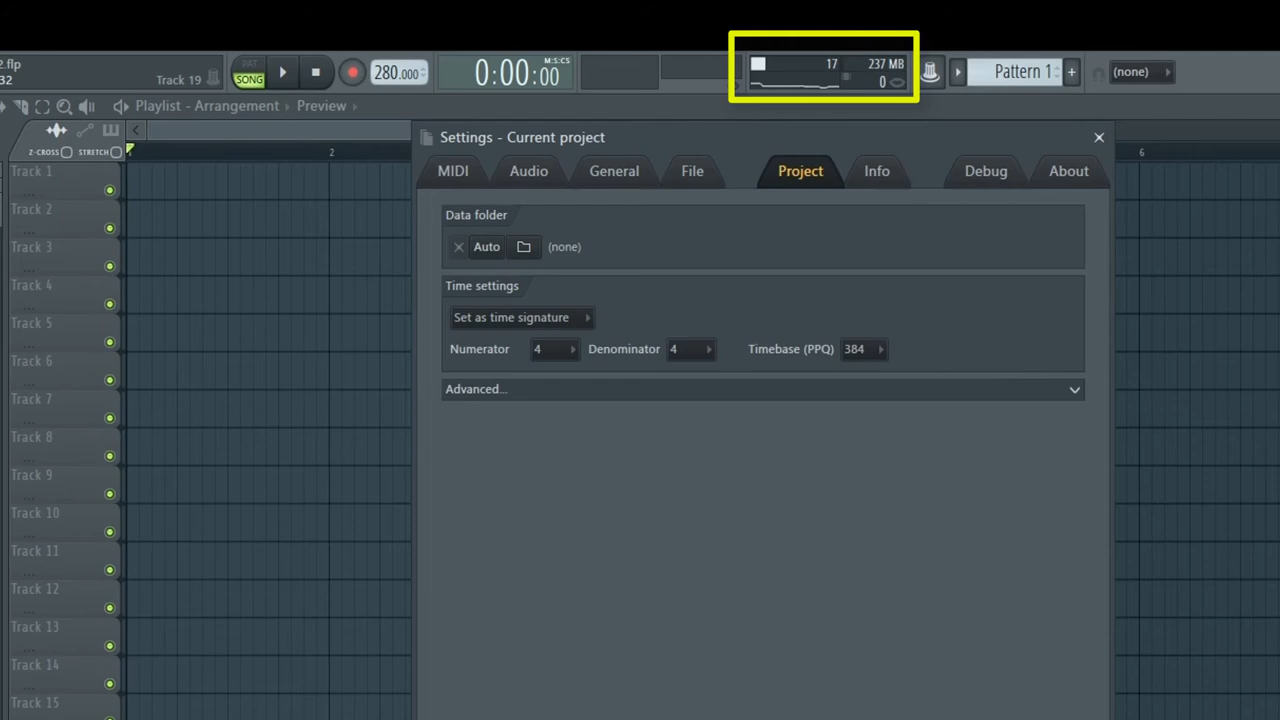 2.flp
32
Track 19
PAT
SONG
280.000
M:S:CS
0:00:00
17
237 MB
0
Pattern 1
+
(none)
Playlist - Arrangement
Preview
Z-CROSS
STRETCH
2
6
Track 1
...
Track 2
...
Track 3
...
Track 4
...
Track 5
...
Track 6
...
Track 7
...
Track 8
...
Track 9
...
Track 10
...
Track 11
...
Track 12
...
Track 13
...
Track 14
...
Track 15
Settings - Current project
MIDI
Audio
General
File
Project
Info
Debug
About
Data folder
Auto
(none)
Time settings
Set as time signature
Numerator 4 Denominator 4 Timebase (PPQ) 384
Advanced...